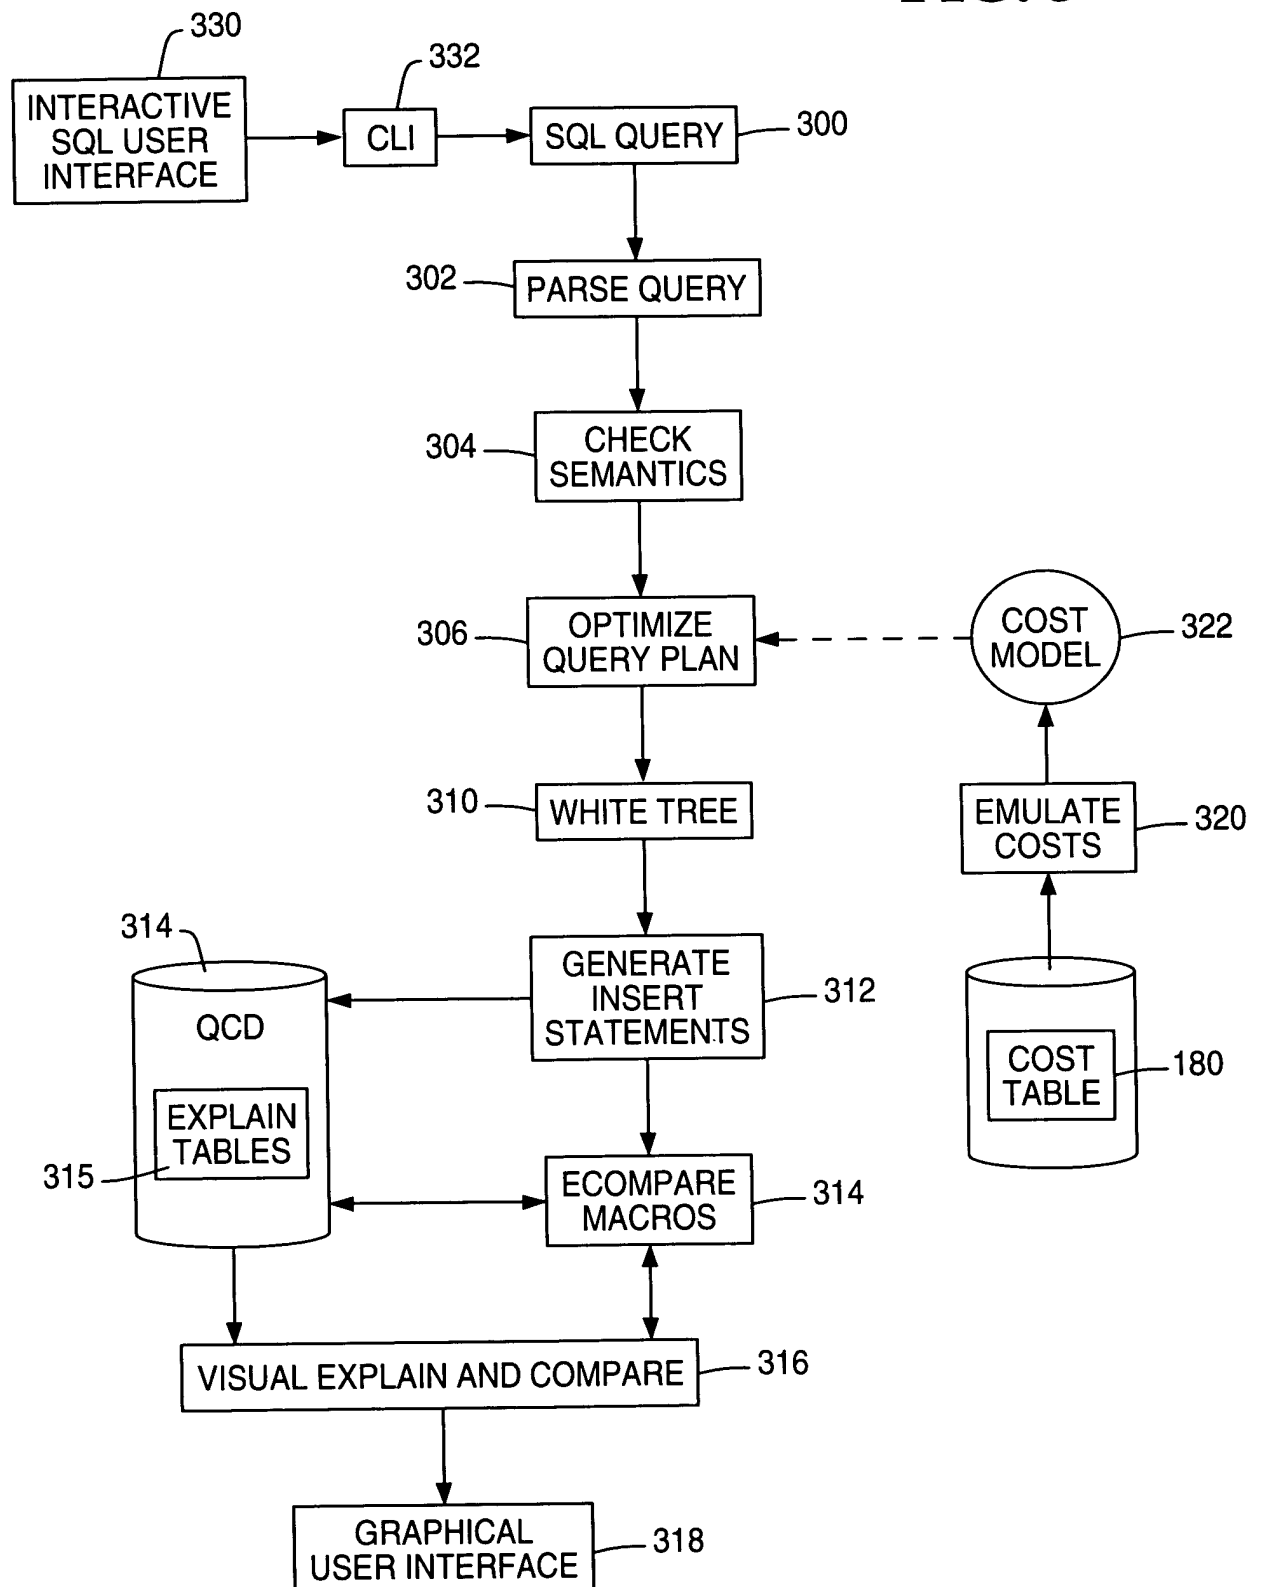 330
332
INTERACTIVE
SQL USER
INTERFACE
CLI
SQL QUERY
300
302
PARSE QUERY
304
CHECK
SEMANTICS
306
OPTIMIZE
QUERY PLAN
COST
MODEL
322
310
WHITE TREE
EMULATE
COSTS
320
314
QCD
GENERATE
INSERT
STATEMENTS
312
COST
TABLE
180
EXPLAIN
TABLES
315
ECOMPARE
MACROS
314
VISUAL EXPLAIN AND COMPARE
316
GRAPHICAL
USER INTERFACE
318